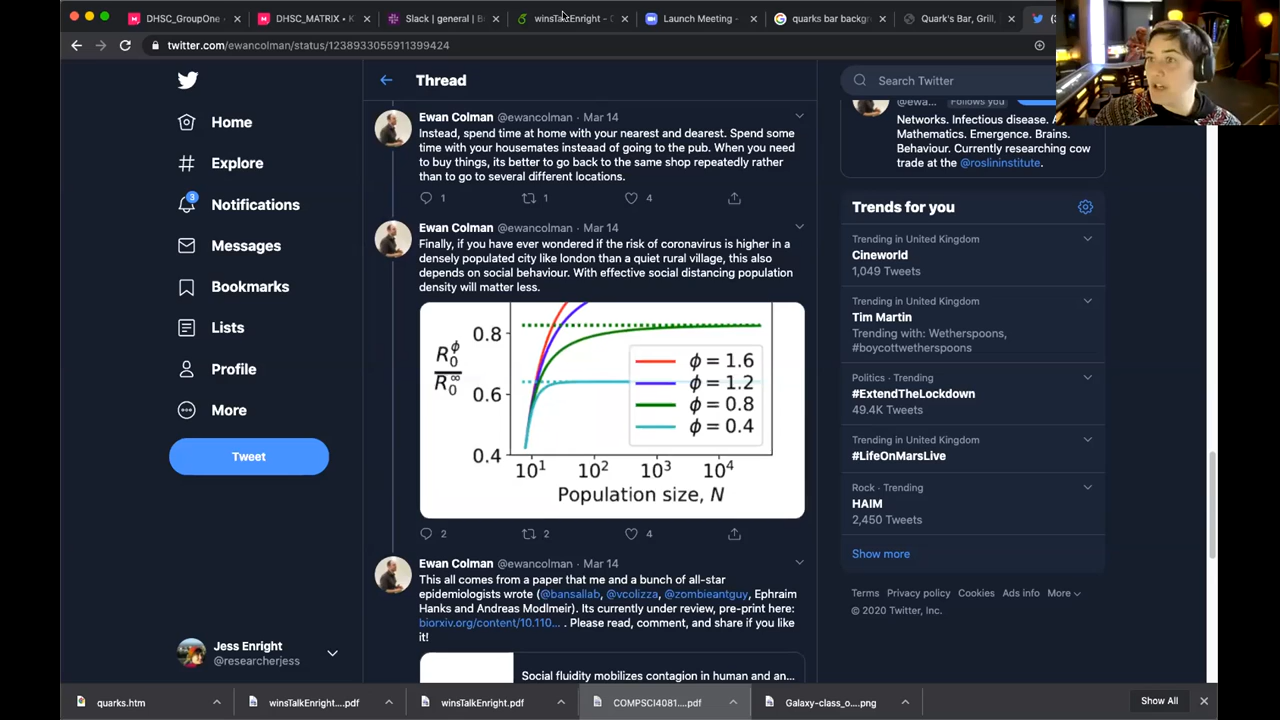 DHSC_GroupOne
DHSC_MATRIX • K
Slack | general | B
winsTalkEnright -
Launch Meeting -
quarks bar backg
Quark's Bar, Grill,
twitter.com/ewancolman/status/1238933055911399424
Home
Explore
3
Notifications
Messages
Bookmarks
Lists
Profile
More
Tweet
Jess Enright
@researcherjess
Thread
Ewan Colman @ewancolman · Mar 14
Instead, spend time at home with your nearest and dearest. Spend some
time with your housemates insteaad of going to the pub. When you need
to buy things, its better to go back to the same shop repeatedly rather
than to go to several different locations.
1 1 4
Ewan Colman @ewancolman · Mar 14
Finally, if you have ever wondered if the risk of coronavirus is higher in a
densely populated city like london than a quiet rural village, this also
depends on social behaviour. With effective social distancing population
density will matter less.
R₀^ϕ
R₀^∞
0.8
0.6
0.4
ϕ = 1.6
ϕ = 1.2
ϕ = 0.8
ϕ = 0.4
10¹ 10² 10³ 10⁴
Population size, N
2 2 4
Ewan Colman @ewancolman · Mar 14
This all comes from a paper that me and a bunch of all-star
epidemiologists wrote (@bansallab, @vcolizza, @zombieantguy, Ephraim
Hanks and Andreas Modlmeir). Its currently under review, pre-print here:
biorxiv.org/content/10.110... . Please read, comment, and share if you like
it!
Social fluidity mobilizes contagion in human and an...
Search Twitter
@ewa... Follows you
Networks. Infectious disease. A
Mathematics. Emergence. Brains.
Behaviour. Currently researching cow
trade at the @roslininstitute.
Trends for you
Trending in United Kingdom
Cineworld
1,049 Tweets
Trending in United Kingdom
Tim Martin
Trending with: Wetherspoons,
#boycottwetherspoons
Politics · Trending
#ExtendTheLockdown
49.4K Tweets
Trending in United Kingdom
#LifeOnMarsLive
Rock · Trending
HAIM
2,450 Tweets
Show more
Terms Privacy policy Cookies Ads info More
© 2020 Twitter, Inc.
quarks.htm
winsTalkEnright....pdf
winsTalkEnright.pdf
COMPSCI4081....pdf
Galaxy-class_o....png
Show All